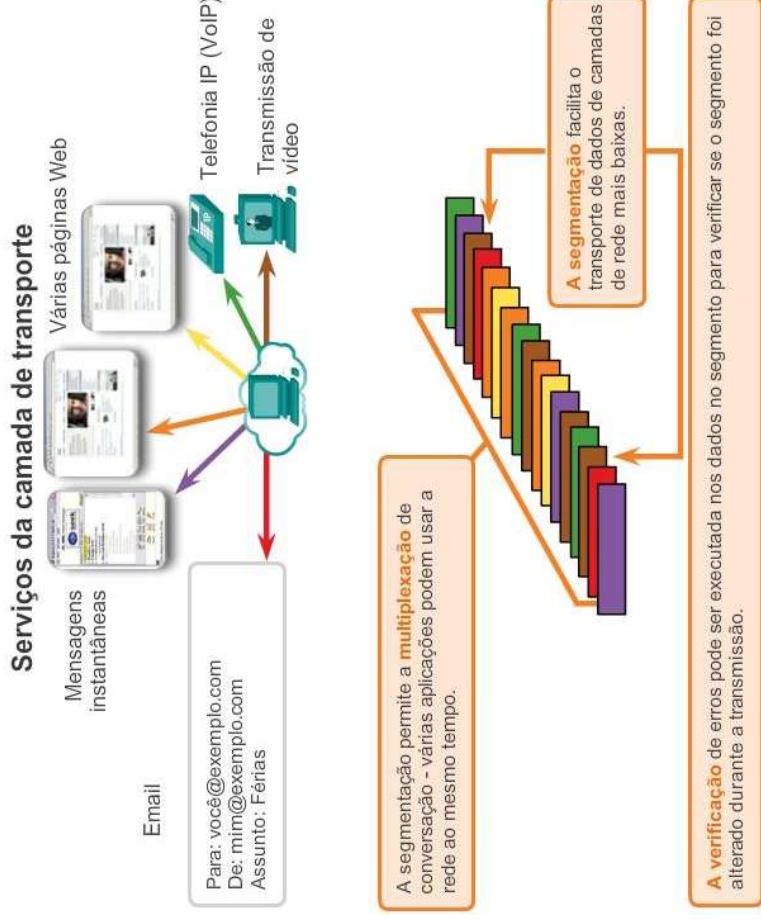 Serviços da camada de transporte
Mensagens
instantâneas
Várias páginas Web
Email
Telefonia IP (VoIP)
IP
Transmissão de
vídeo
Para: você@exemplo.com
De: mim@exemplo.com
Assunto: Férias
A segmentação permite a multiplexação de
conversação - várias aplicações podem usar a
rede ao mesmo tempo.
A segmentação facilita o
transporte de dados de camadas
de rede mais baixas.
A verificação de erros pode ser executada nos dados no segmento para verificar se o segmento foi
alterado durante a transmissão.